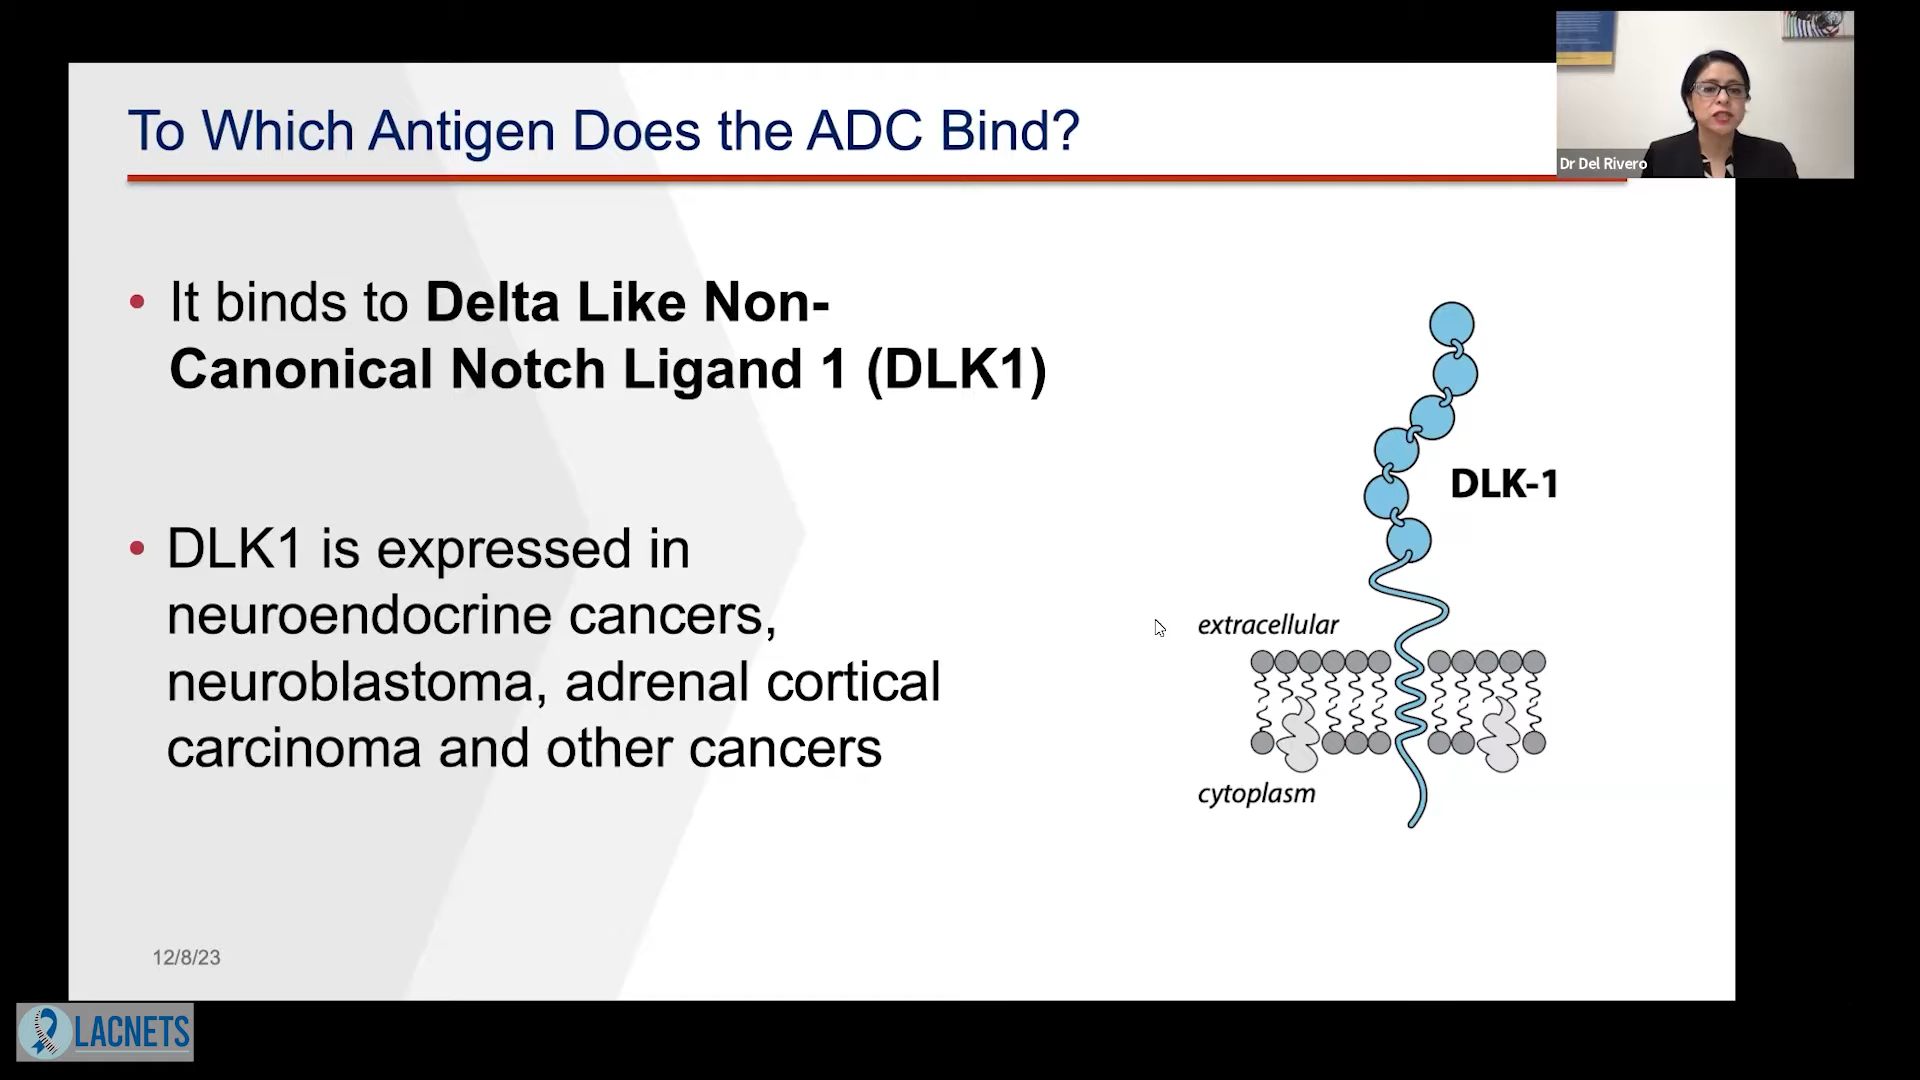 To Which Antigen Does the ADC Bind?
Dr Del Rivero
• It binds to Delta Like Non-
Canonical Notch Ligand 1 (DLK1)
• DLK1 is expressed in
neuroendocrine cancers,
neuroblastoma, adrenal cortical
carcinoma and other cancers
DLK-1
extracellular
cytoplasm
12/8/23
LACNETS